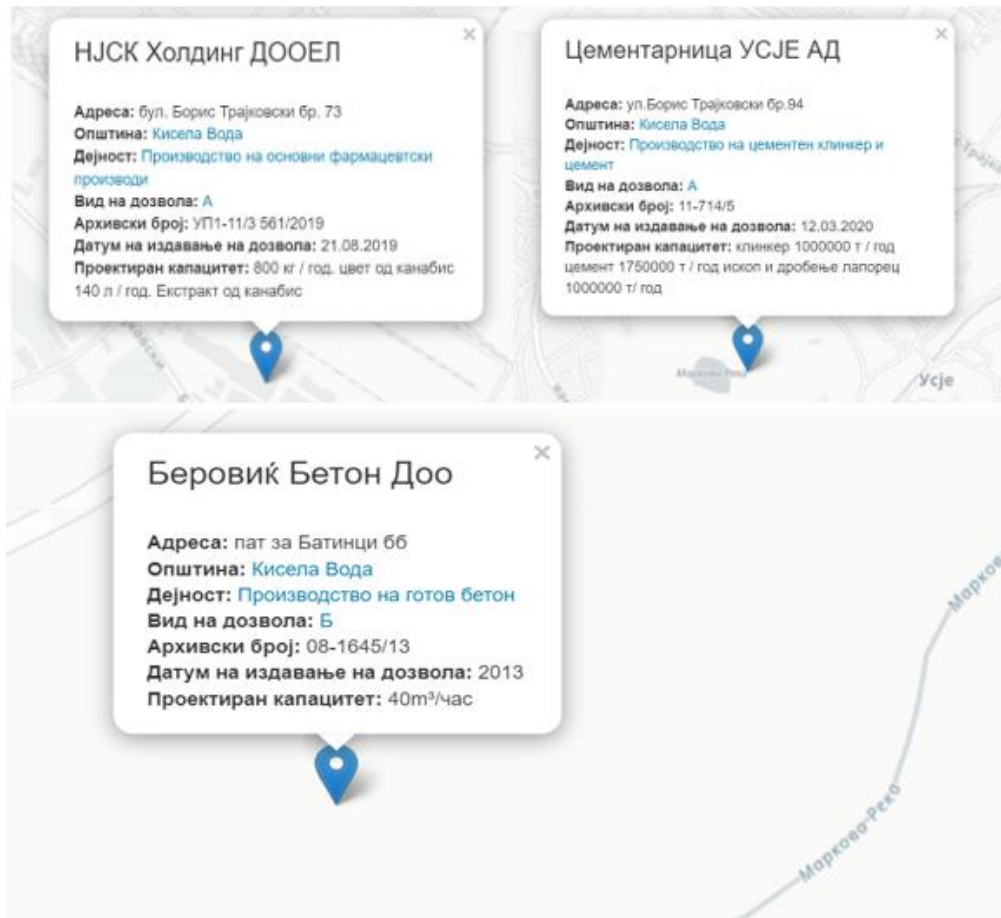 НЈСК Холдинг ДООЕЛ
Адреса: бул. Борис Трајковски бр. 73
Општина: Кисела Вода
Дејност: Производство на основни фармацевтски
производи
Вид на дозвола: А
Архивски број: УП1-11/3 561/2019
Датум на издавање на дозвола: 21.08.2019
Проектиран капацитет: 800 кг / год. цвет од канабис
140 л / год. Екстракт од канабис
Цементарница УСЈЕ АД
Адреса: ул.Борис Трајковски бр.94
Општина: Кисела Вода
Дејност: Производство на цементен клинкер и
цемент
Вид на дозвола: А
Архивски број: 11-714/5
Датум на издавање на дозвола: 12.03.2020
Проектиран капацитет: клинкер 1000000 т / год
цемент 1750000 т / год ископ и дробење лапорец
1000000 т/ год
Марково Реко
Усје
Беровиќ Бетон Доо
Адреса: пат за Батинци бб
Општина: Кисела Вода
Дејност: Производство на готов бетон
Вид на дозвола: Б
Архивски број: 08-1645/13
Датум на издавање на дозвола: 2013
Проектиран капацитет: 40m³/час
Марково
Марково Реко